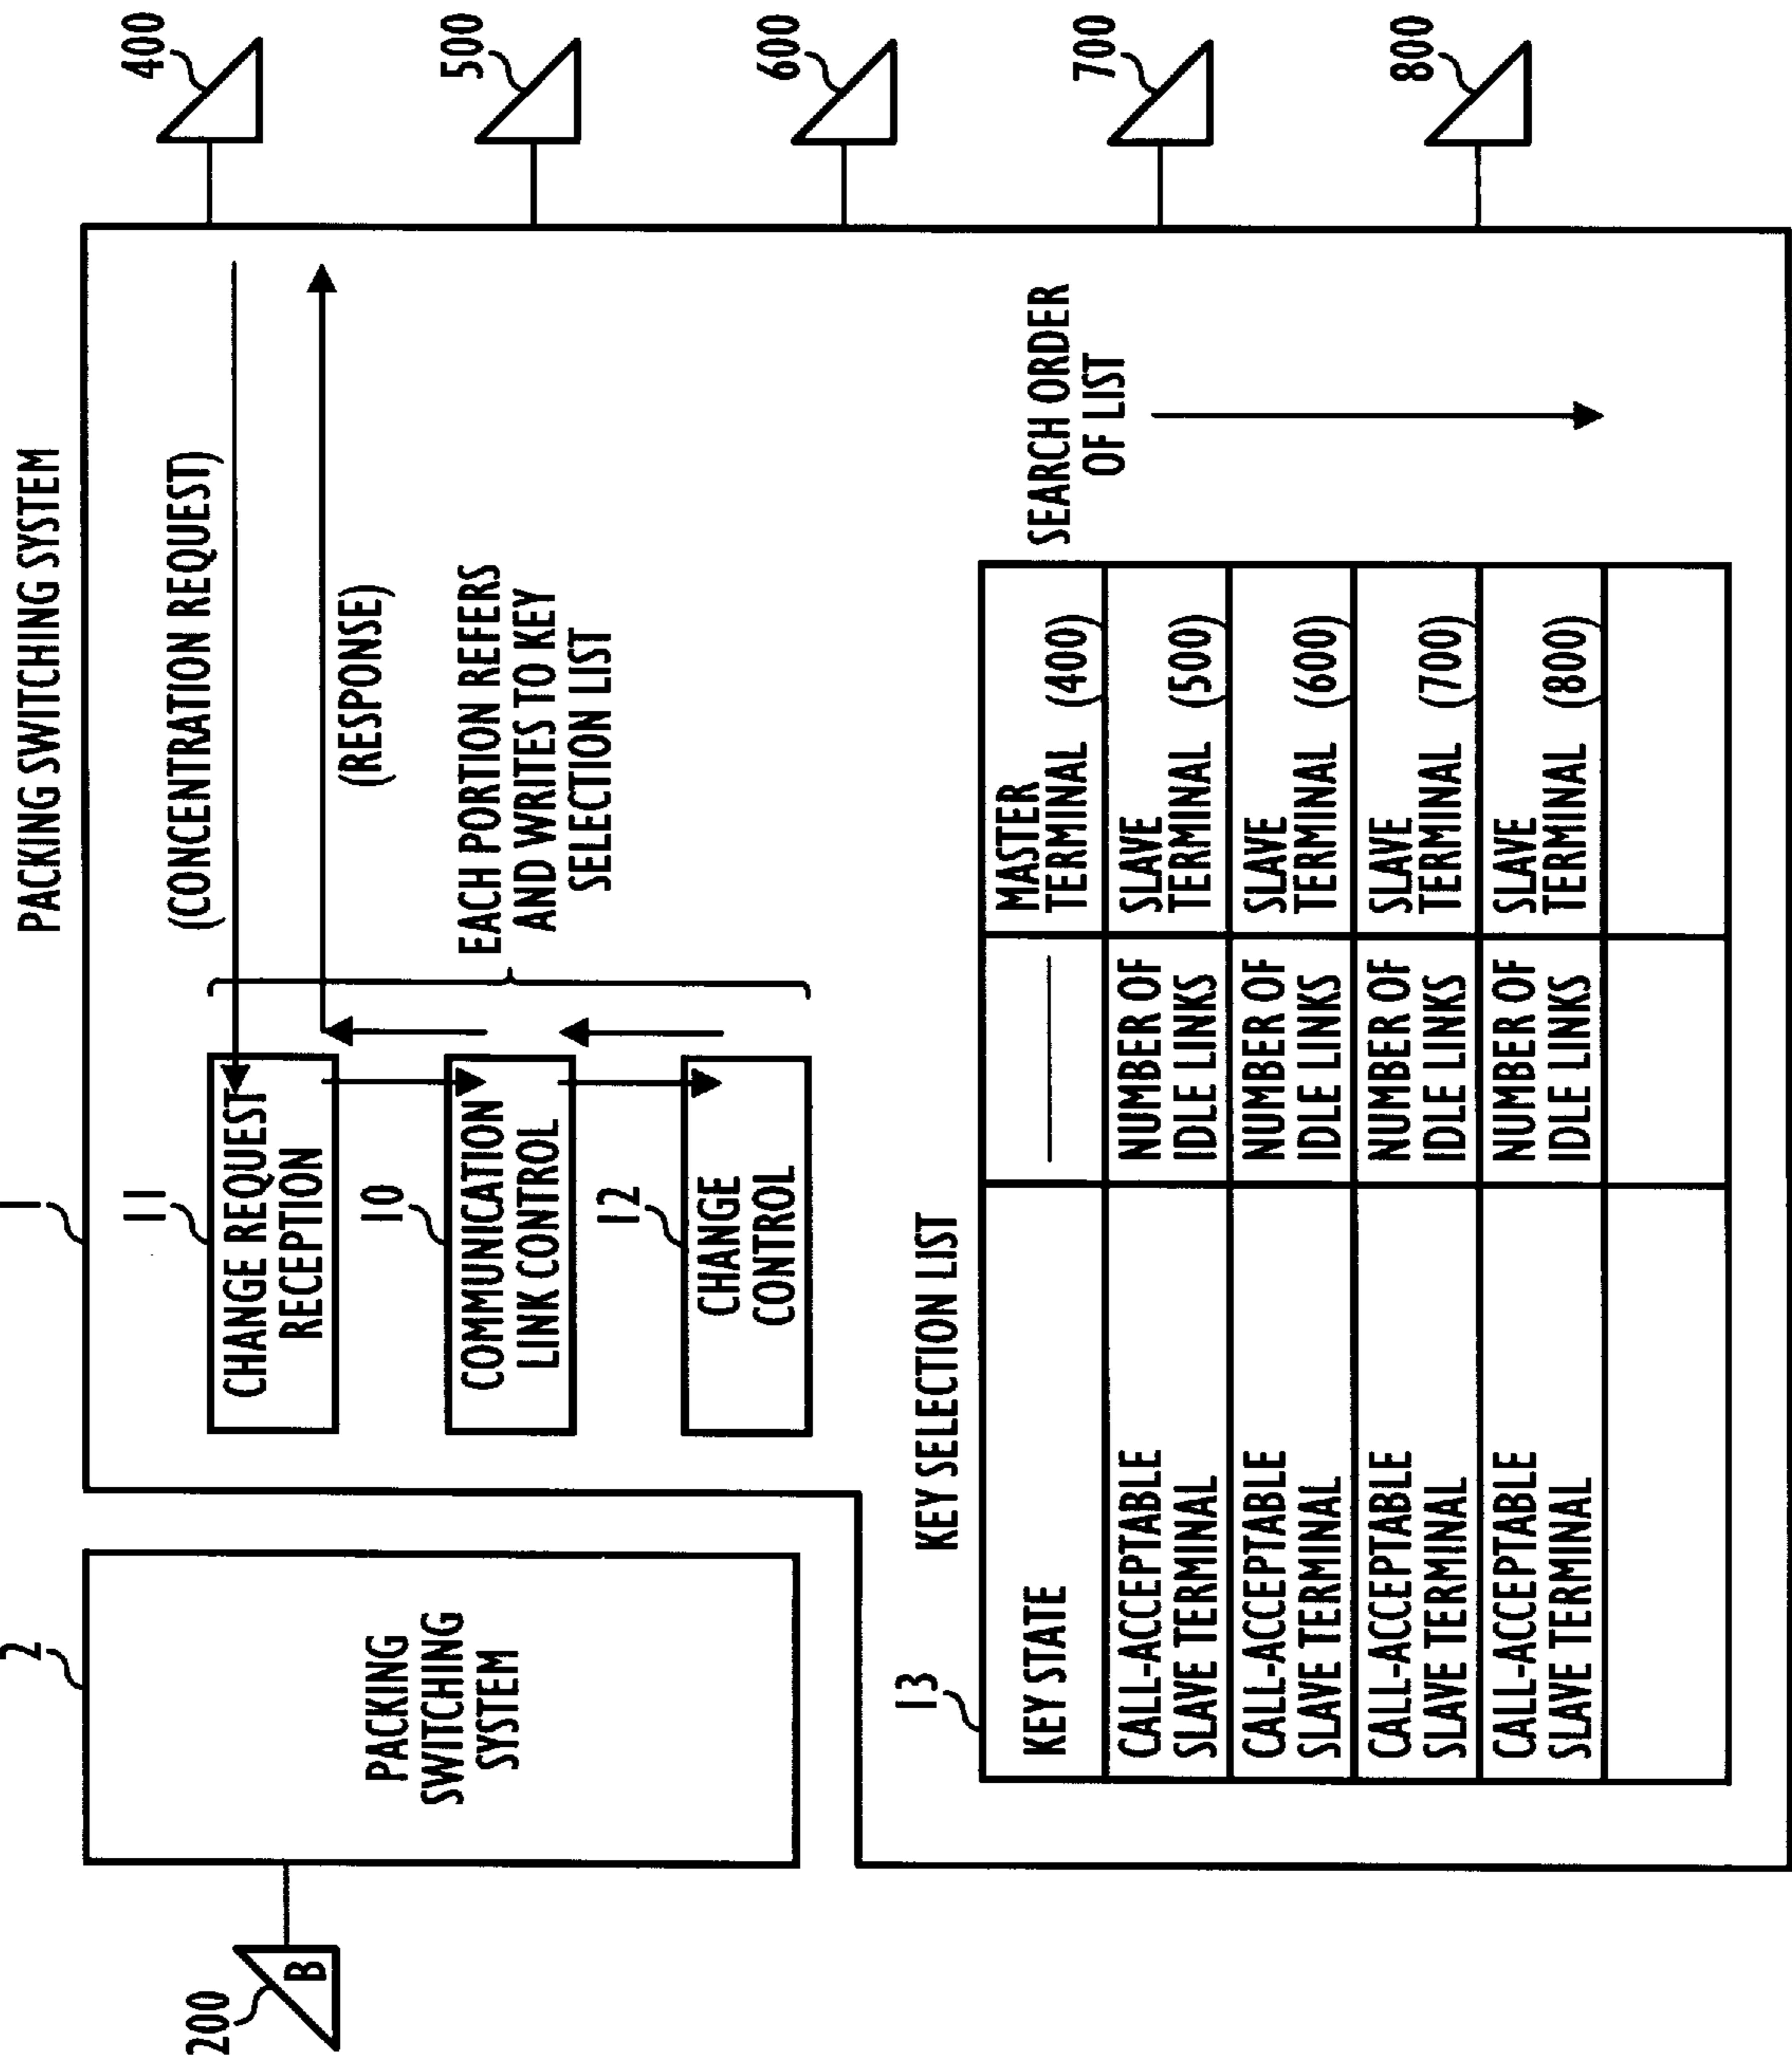 PACKING SWITCHING SYSTEM
1
2
200
B
PACKING
SWITCHING
SYSTEM
11
CHANGE REQUEST
RECEPTION
10
COMMUNICATION
LINK CONTROL
12
CHANGE
CONTROL
(CONCENTRATION REQUEST)
(RESPONSE)
EACH PORTION REFERS
AND WRITES TO KEY
SELECTION LIST
400
500
600
700
800
13
KEY SELECTION LIST
KEY STATE
MASTER
TERMINAL (400)
CALL-ACCEPTABLE
SLAVE TERMINAL
NUMBER OF
IDLE LINKS
SLAVE
TERMINAL (500)
CALL-ACCEPTABLE
SLAVE TERMINAL
NUMBER OF
IDLE LINKS
SLAVE
TERMINAL (600)
CALL-ACCEPTABLE
SLAVE TERMINAL
NUMBER OF
IDLE LINKS
SLAVE
TERMINAL (700)
CALL-ACCEPTABLE
SLAVE TERMINAL
NUMBER OF
IDLE LINKS
SLAVE
TERMINAL (800)
SEARCH ORDER
OF LIST